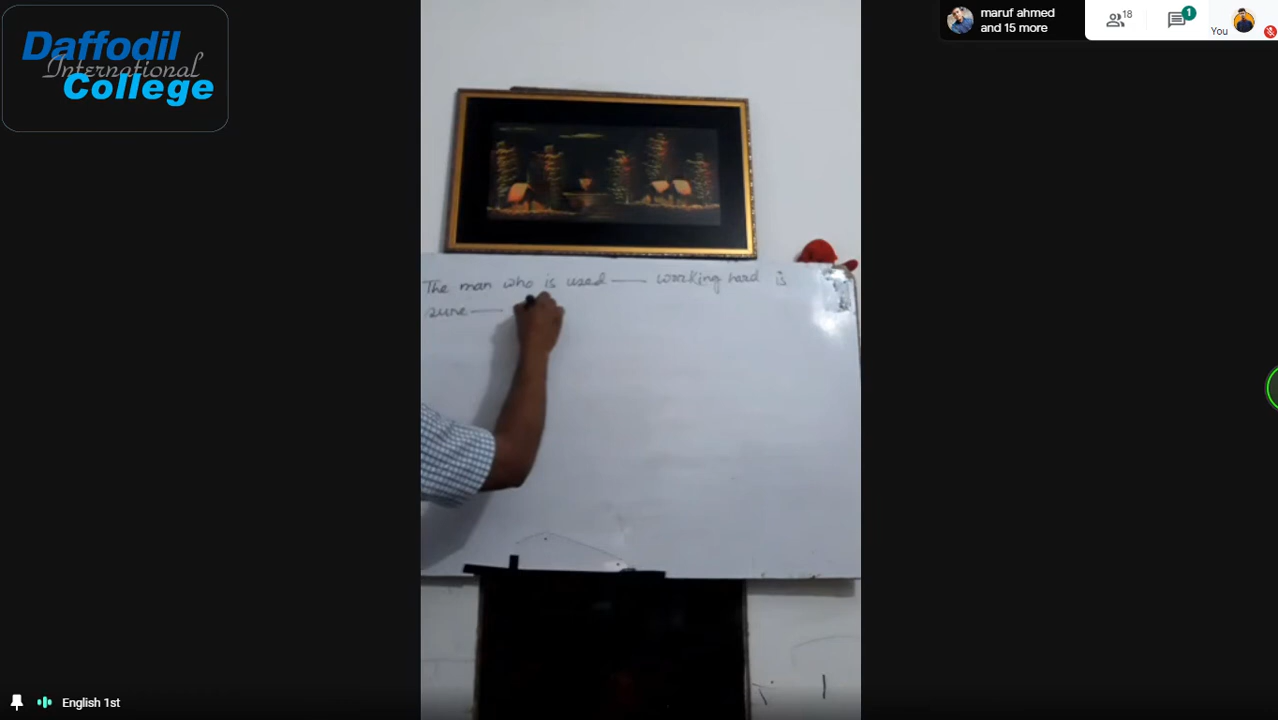 Daffodil
International
College
maruf ahmed
and 15 more
18
1
You
The man who is used —— working hard is
sure ——
English 1st